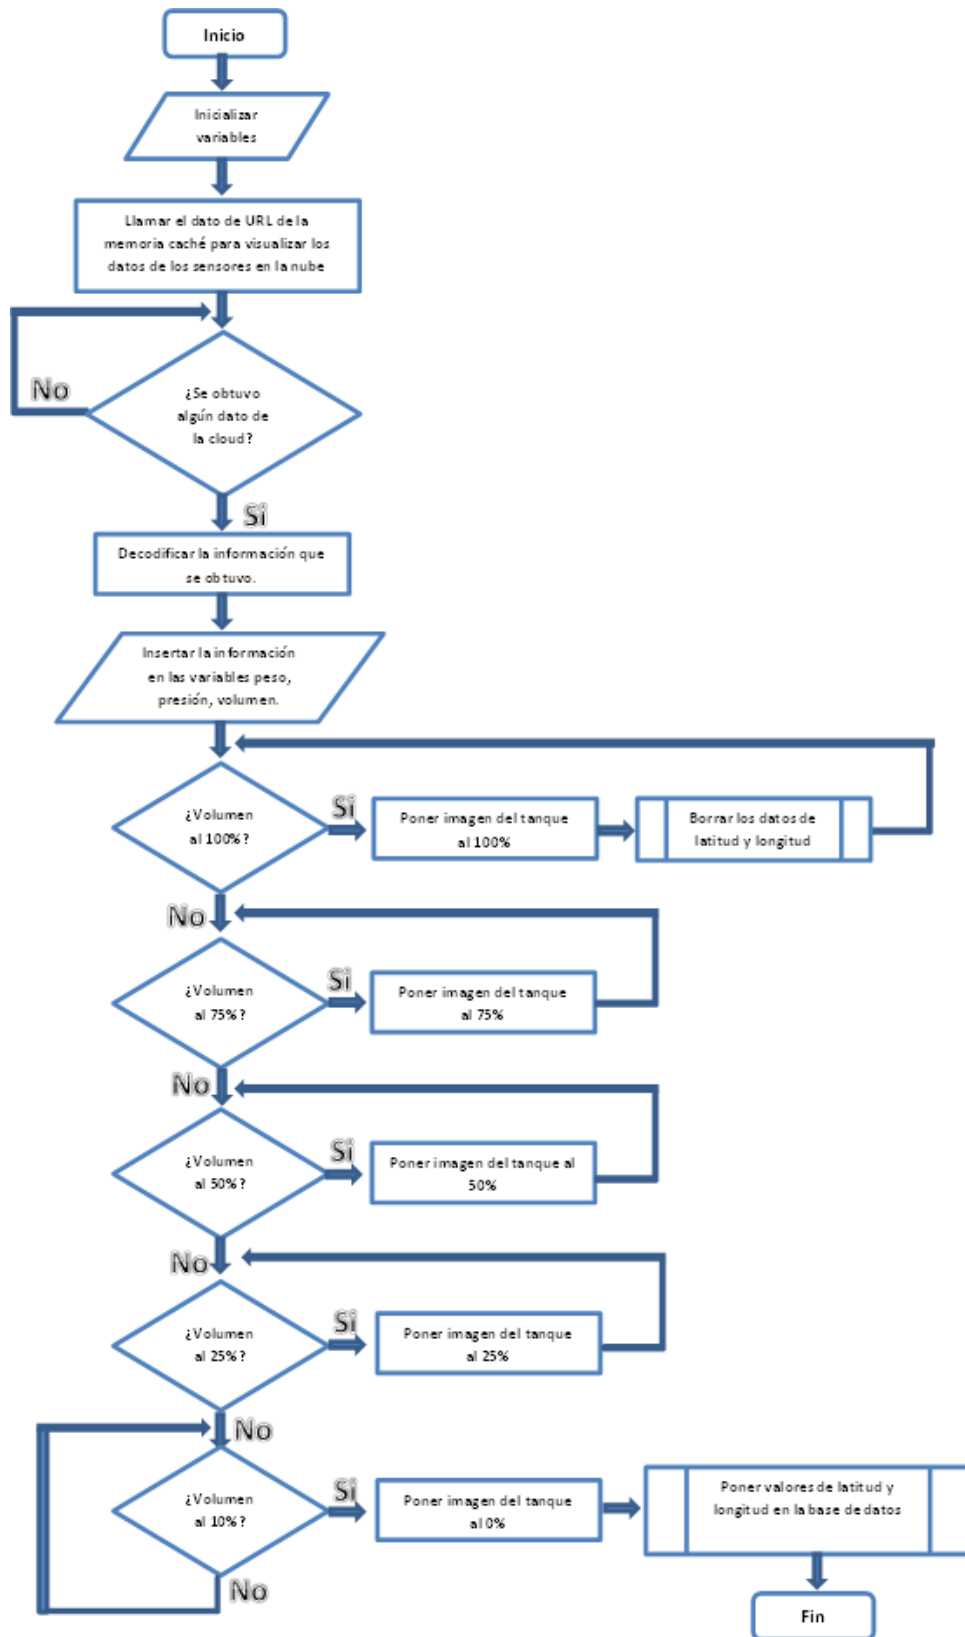 Inicio
Inicializar
variables
Llamar el dato de URL de la
memoria caché para visualizar los
datos de los sensores en la nube
No
¿Se obtuvo
algún dato de
la cloud?
Si
Decodificar la información que
se obtuvo.
Insertar la información
en las variables peso,
presión, volumen.
¿Volumen
al 100%?
Si
Poner imagen del tanque
al 100%
Borrar los datos de
latitud y longitud
No
¿Volumen
al 75%?
Si
Poner imagen del tanque
al 75%
No
¿Volumen
al 50%?
Si
Poner imagen del tanque al
50%
No
¿Volumen
al 25%?
Si
Poner imagen del tanque
al 25%
No
¿Volumen
al 10%?
Si
Poner imagen del tanque
al 0%
Poner valores de latitud y
longitud en la base de datos
No
Fin